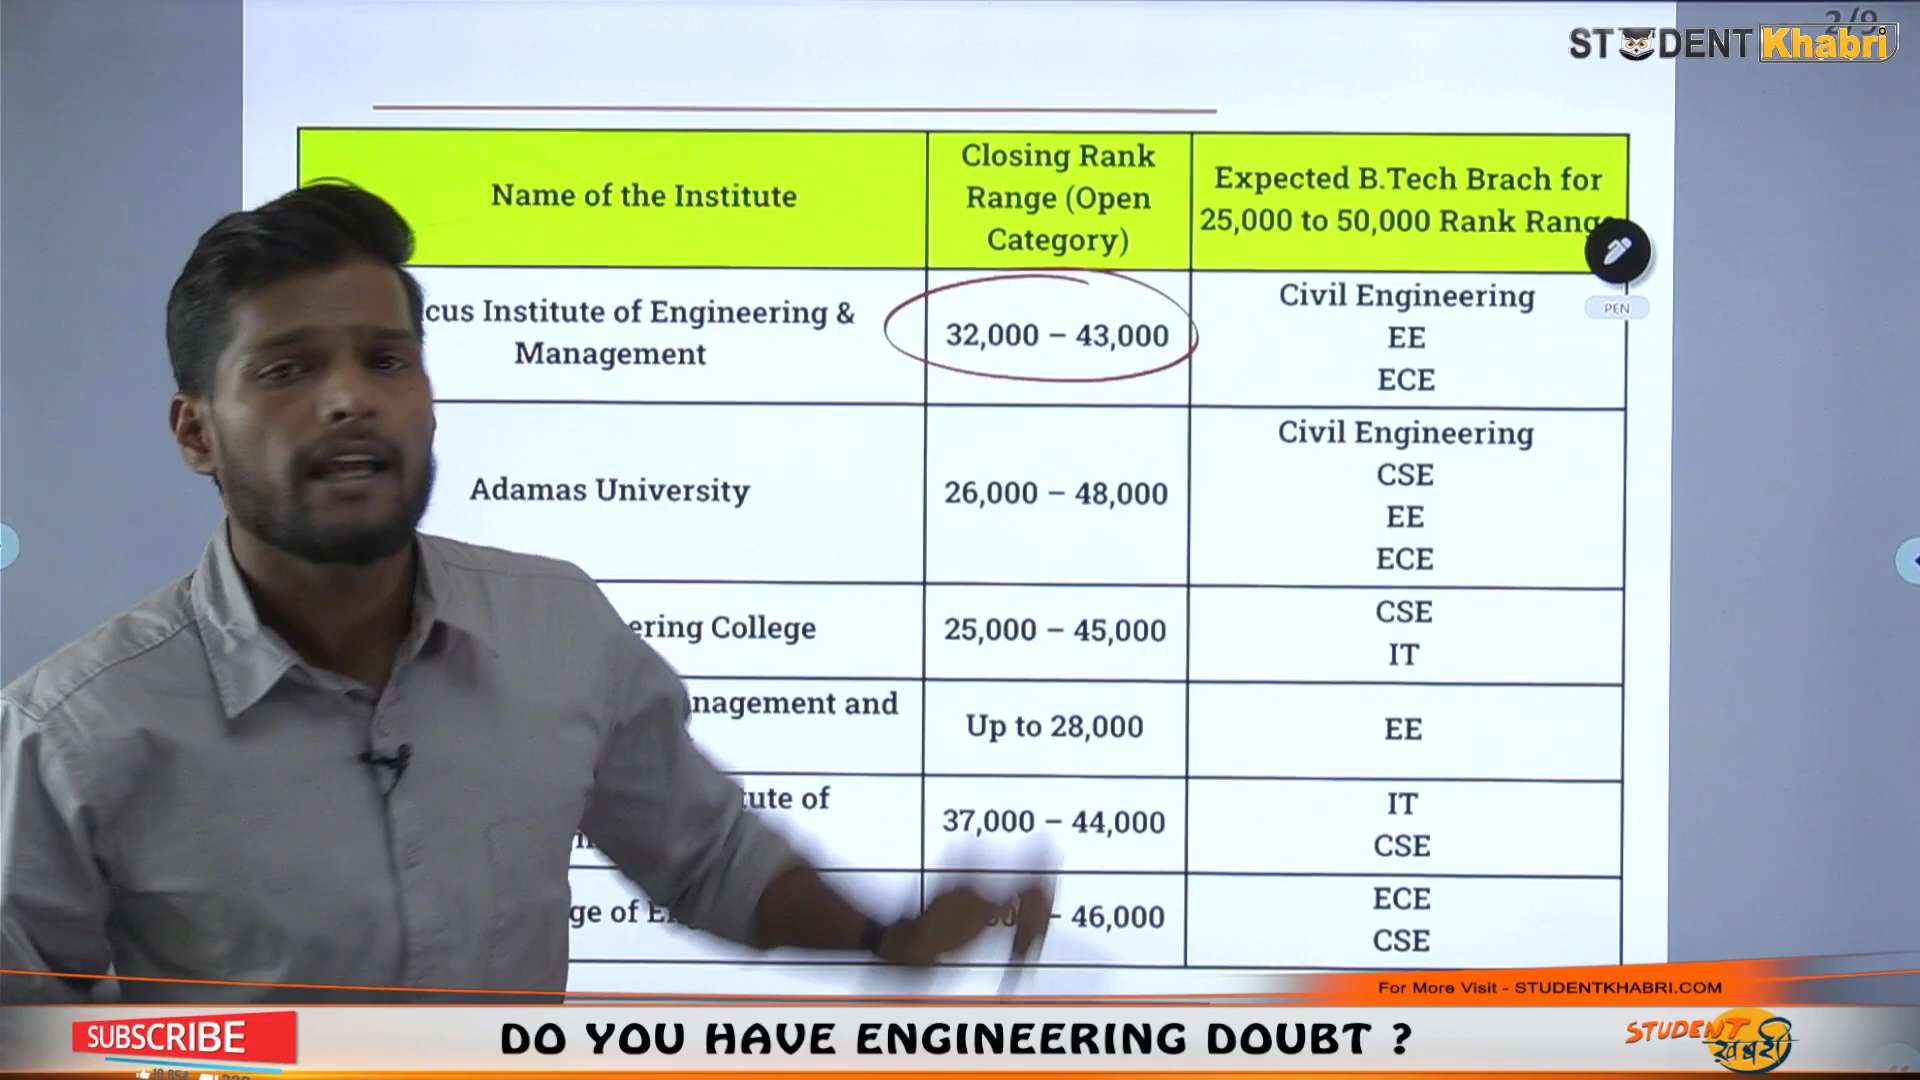 2/9
STUDENT Khabri
Name of the Institute
Closing Rank
Range (Open
Category)
Expected B.Tech Brach for
25,000 to 50,000 Rank Rang
PEN
cus Institute of Engineering &
Management
32,000 – 43,000
Civil Engineering
EE
ECE
Adamas University
26,000 – 48,000
Civil Engineering
CSE
EE
ECE
ering College
25,000 – 45,000
CSE
IT
nagement and
Up to 28,000
EE
tute of
37,000 – 44,000
IT
CSE
ge of
– 46,000
ECE
CSE
For More Visit - STUDENTKHABRI.COM
SUBSCRIBE
DO YOU HAVE ENGINEERING DOUBT ?
STUDENT
ख़बरी